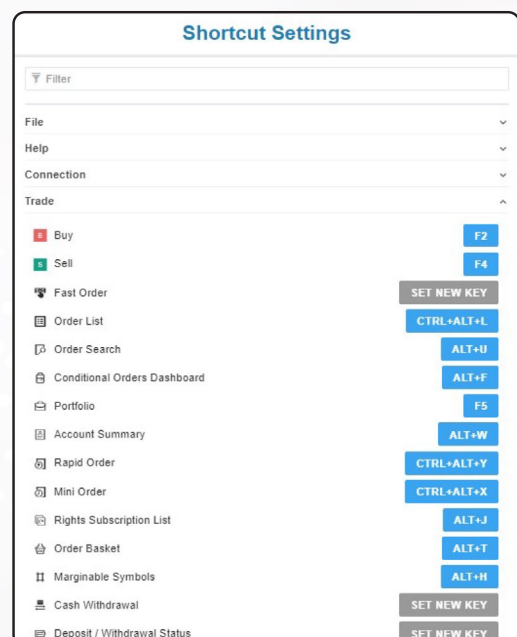 Shortcut Settings
Filter
File
Help
Connection
Trade
Buy F2
S Sell F4
Fast Order SET NEW KEY
Order List CTRL+ALT+L
Order Search ALT+U
Conditional Orders Dashboard ALT+F
Portfolio F5
Account Summary ALT+W
Rapid Order CTRL+ALT+Y
Mini Order CTRL+ALT+X
Rights Subscription List ALT+J
Order Basket ALT+T
Marginable Symbols ALT+H
Cash Withdrawal SET NEW KEY
Deposit / Withdrawal Status SET NEW KEY